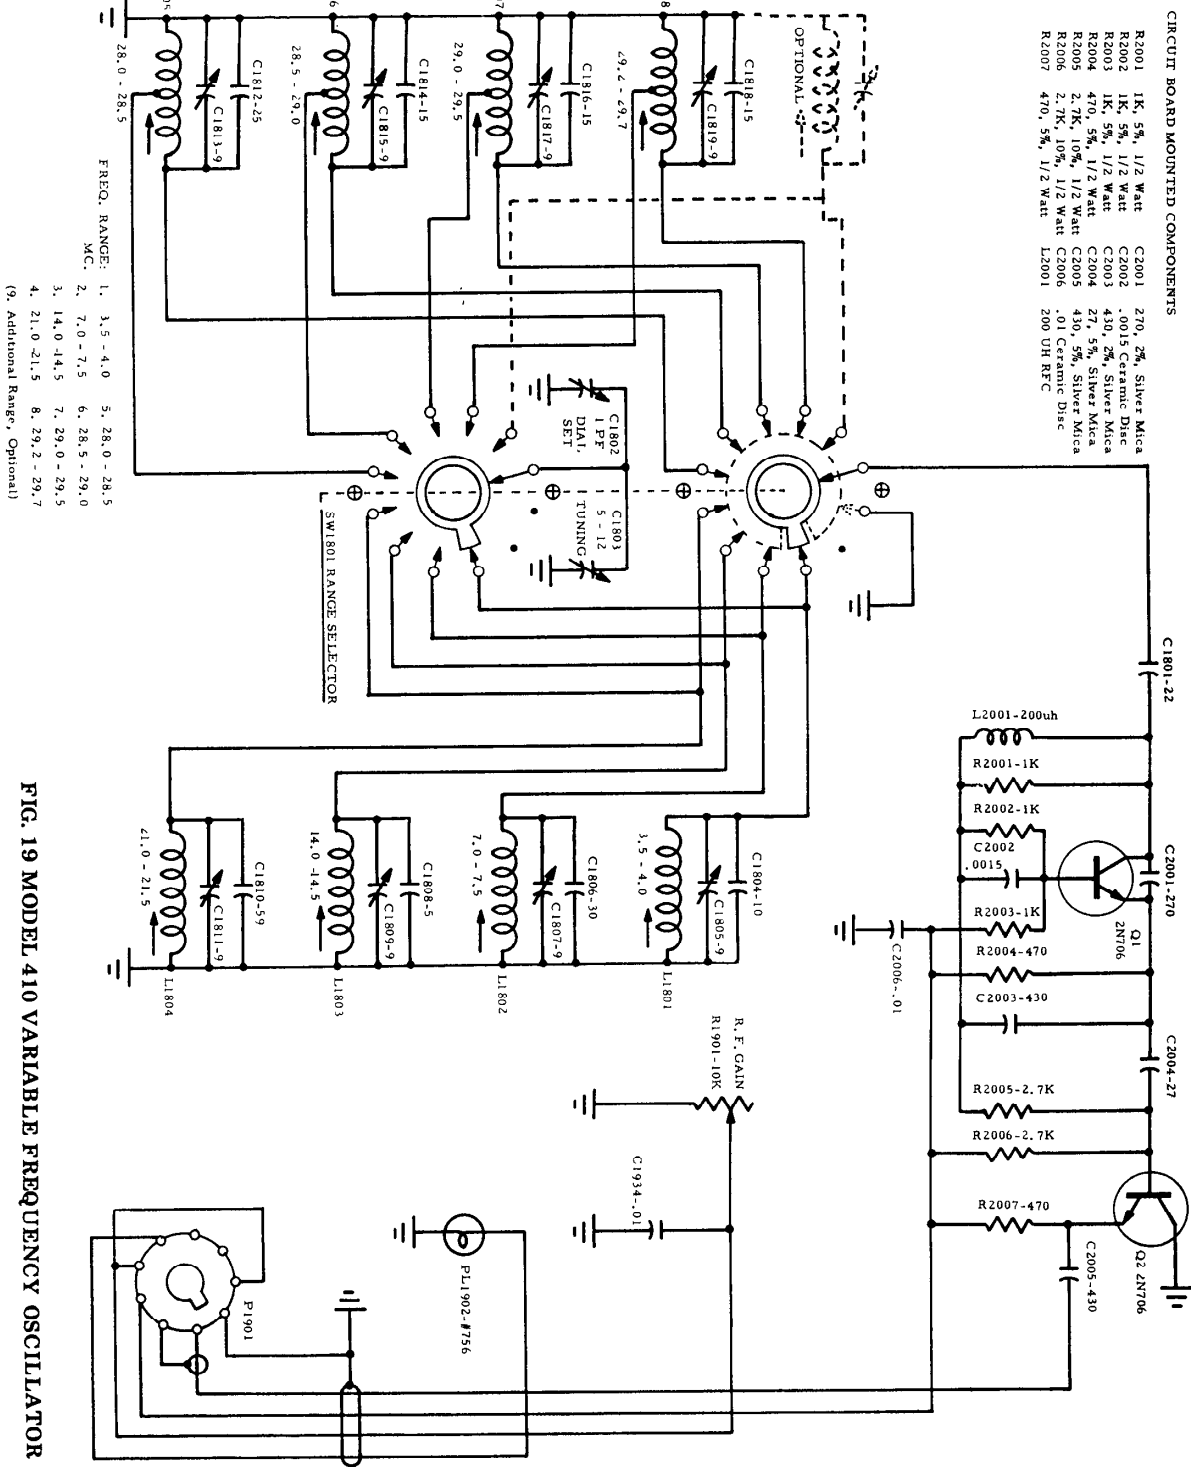 CIRCUIT BOARD MOUNTED COMPONENTS
R2001 1K, 5%, 1/2 Watt C2001 270, 2%, Silver Mica
R2002 1K, 5%, 1/2 Watt C2002 .0015 Ceramic Disc
R2003 1K, 5%, 1/2 Watt C2003 430, 2%, Silver Mica
R2004 470, 5%, 1/2 Watt C2004 27, 5%, Silver Mica
R2005 2.7K, 10%, 1/2 Watt C2005 430, 5%, Silver Mica
R2006 2.7K, 10%, 1/2 Watt C2006 .01 Ceramic Disc
R2007 470, 5%, 1/2 Watt L2001 200 UH RFC
C1801-22
C2001-270
C2004-27
Q1
2N706
Q2 2N706
C2005-430
L2001-200uh
R2001-1K
R2002-1K
C2002
.0015
R2003-1K
R2004-470
C2003-430
R2005-2.7K
R2006-2.7K
R2007-470
C2006-.01
OPTIONAL
C1818-15
C1819-9
29.2 - 29.7
8
C1816-15
C1817-9
29.0 - 29.5
7
C1814-15
C1815-9
28.5 - 29.0
6
C1812-25
C1813-9
28.0 - 28.5
05
C1802
1 PF
DIAL
SET
C1803
5 - 12
TUNING
SW1801 RANGE SELECTOR
C1804-10
C1805-9
3.5 - 4.0
L1801
C1806-30
C1807-9
7.0 - 7.5
L1802
C1808-5
C1809-9
14.0 -14.5
L1803
C1810-59
C1811-9
21.0 - 21.5
L1804
R.F. GAIN
R1901-10K
C1934-.01
PL1902-#756
P1901
FREQ. RANGE: 1. 3.5 - 4.0 5. 28.0 - 28.5
MC. 2. 7.0 - 7.5 6. 28.5 - 29.0
3. 14.0 -14.5 7. 29.0 - 29.5
4. 21.0 -21.5 8. 29.2 - 29.7
(9. Additional Range, Optional)
FIG. 19 MODEL 410 VARIABLE FREQUENCY OSCILLATOR